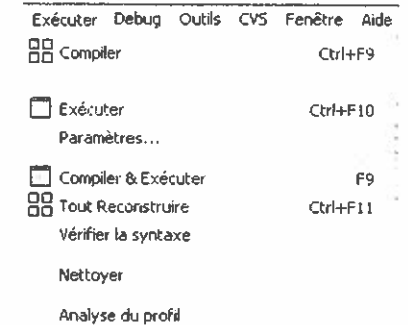 Exécuter Debug Outils CVS Fenêtre Aide
Compiler Ctrl+F9
Exécuter Ctrl+F10
Paramètres...
Compiler & Exécuter F9
Tout Reconstruire Ctrl+F11
Vérifier la syntaxe
Nettoyer
Analyse du profil